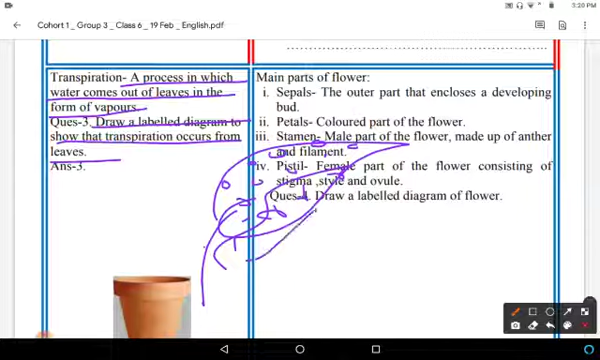 3:20 PM
Cohort 1 _ Group 3 _ Class 6 _ 19 Feb _ English.pdf
Transpiration- A process in which
water comes out of leaves in the
form of vapours.
Ques-3. Draw a labelled diagram to
show that transpiration occurs from
leaves.
Ans-3.
Main parts of flower:
i. Sepals- The outer part that encloses a developing
bud.
ii. Petals- Coloured part of the flower.
iii. Stamen- Male part of the flower, made up of anther
and filament.
iv. Pistil- Female part of the flower consisting of
stigma ,style and ovule.
Ques-4. Draw a labelled diagram of flower.